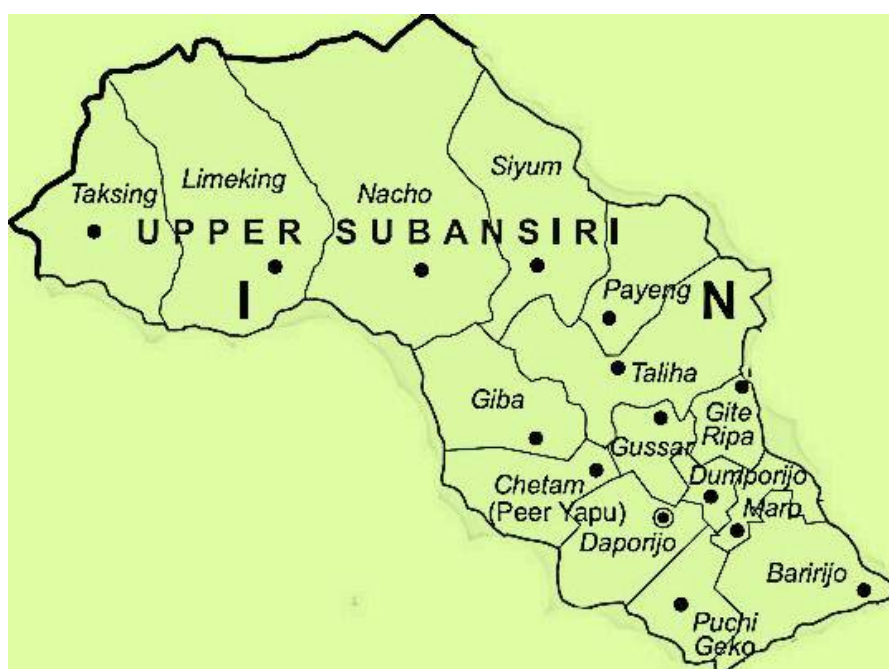 Siyum
Limeking
Taksing
Nacho
UPPER SUBANSIRI
I
Payeng
N
Taliha
Giba
Gite
Ripa
Gussar
Dumporijo
Chetam
(Peer Yapu)
Maro
Daporijo
Baririjo
Puchi
Geko